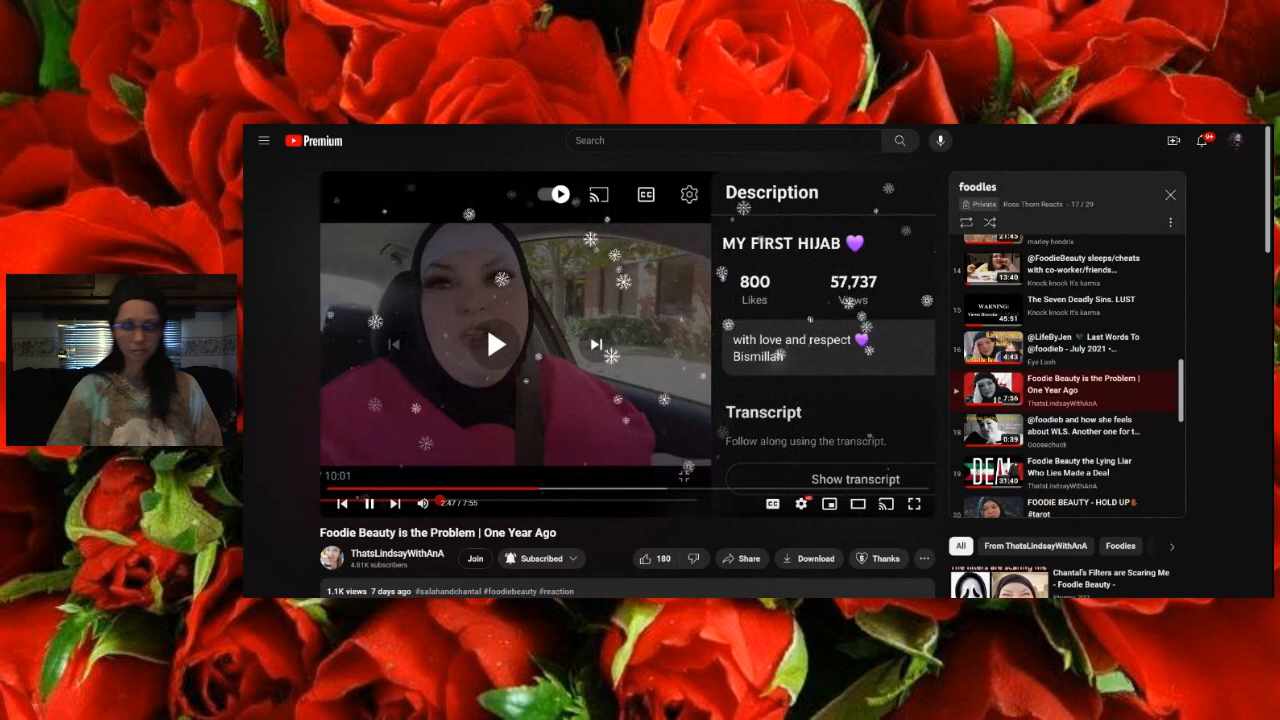 Premium
Search
9+
Description
MY FIRST HIJAB 💜
800
57,737
Likes
Views
with love and respect 💜
Bismillah
Transcript
Follow along using the transcript.
Show transcript
10:01
2:47 / 7:55
Foodie Beauty is the Problem | One Year Ago
ThatsLindsayWithAnA
4.81K subscribers
Join
Subscribed
180
Share
Download
Thanks
1.1K views 7 days ago #salahandchantal #foodiebeauty #reaction
foodles
Private
Rose Thorn Reacts - 17 / 29
21:45
marley hendrix
14
13:40
@FoodieBeauty sleeps/cheats
with co-worker/friends...
Knock knock It's karma
15
WARNING:
45:51
The Seven Deadly Sins. LUST
Knock knock It's karma
16
4:43
@LifeByJen 🖤 Last Words To
@foodieb - July 2021 •...
Eye Lash
7:56
Foodie Beauty is the Problem |
One Year Ago
ThatsLindsayWithAnA
18
0:39
@foodieb and how she feels
about WLS. Another one for t...
Goosechuck
19
DEAL
31:40
Foodie Beauty the Lying Liar
Who Lies Made a Deal
ThatsLindsayWithAnA
20
FOODIE BEAUTY - HOLD UP✋
#tarot
All
From ThatsLindsayWithAnA
Foodies
Chantal's Filters are Scaring Me
- Foodie Beauty -